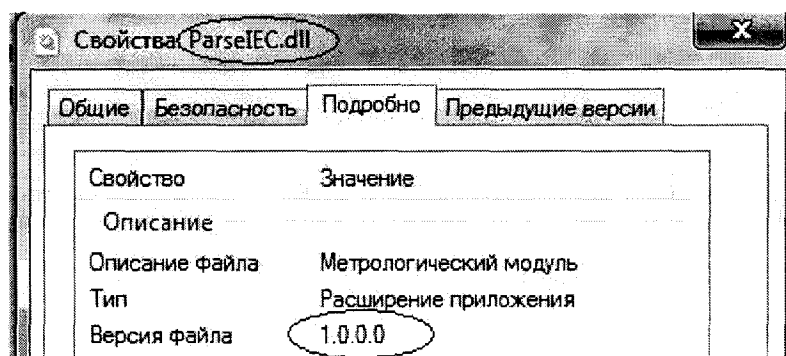 Свойства: ParseIEC.dll
Общие Безопасность Подробно Предыдущие версии
Свойство Значение
Описание
Описание файла Метрологический модуль
Тип Расширение приложения
Версия файла 1.0.0.0